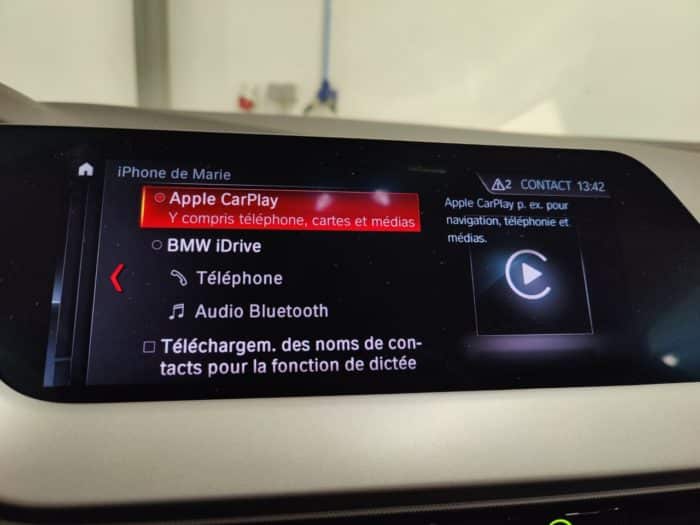 iPhone de Marie
2 CONTACT 13:42
Apple CarPlay
Y compris téléphone, cartes et médias
BMW iDrive
Téléphone
Audio Bluetooth
Téléchargem. des noms de con-
tacts pour la fonction de dictée
Apple CarPlay p. ex. pour
navigation, téléphonie et
médias.